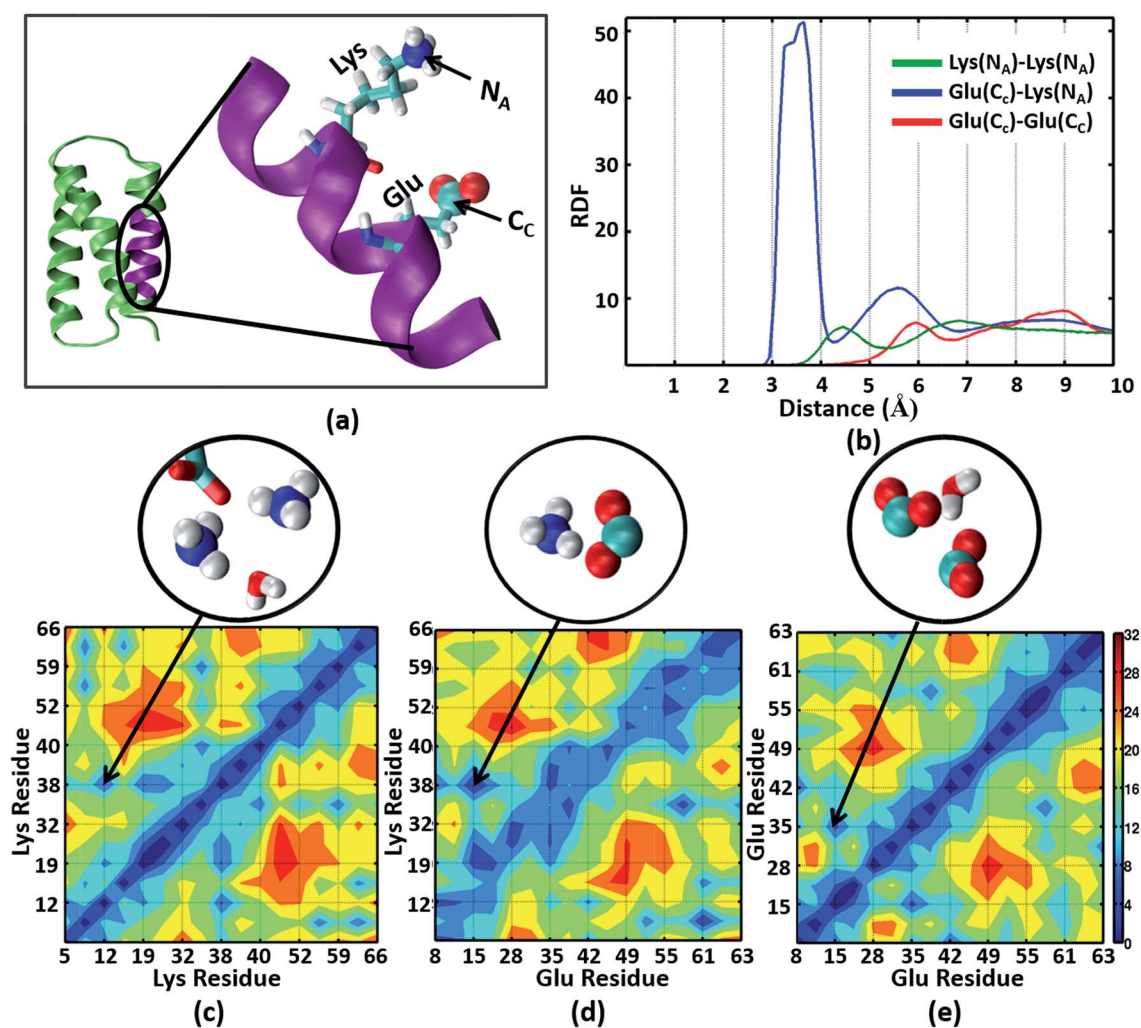 Lys
N_A
Glu
C_C
(a)
50
40
30
20
10
RDF
Lys(N_A)-Lys(N_A)
Glu(C_c)-Lys(N_A)
Glu(C_c)-Glu(C_C)
1 2 3 4 5 6 7 8 9 10
Distance (Å)
(b)
66
59
52
40
38
32
19
12
Lys Residue
5 12 19 32 38 40 52 59 66
Lys Residue
(c)
66
59
52
40
38
32
19
12
Lys Residue
8 15 28 35 42 49 55 61 63
Glu Residue
(d)
63
61
55
49
42
35
28
15
Glu Residue
8 15 28 35 42 49 55 61 63
Glu Residue
(e)
32
28
24
20
16
12
8
4
0